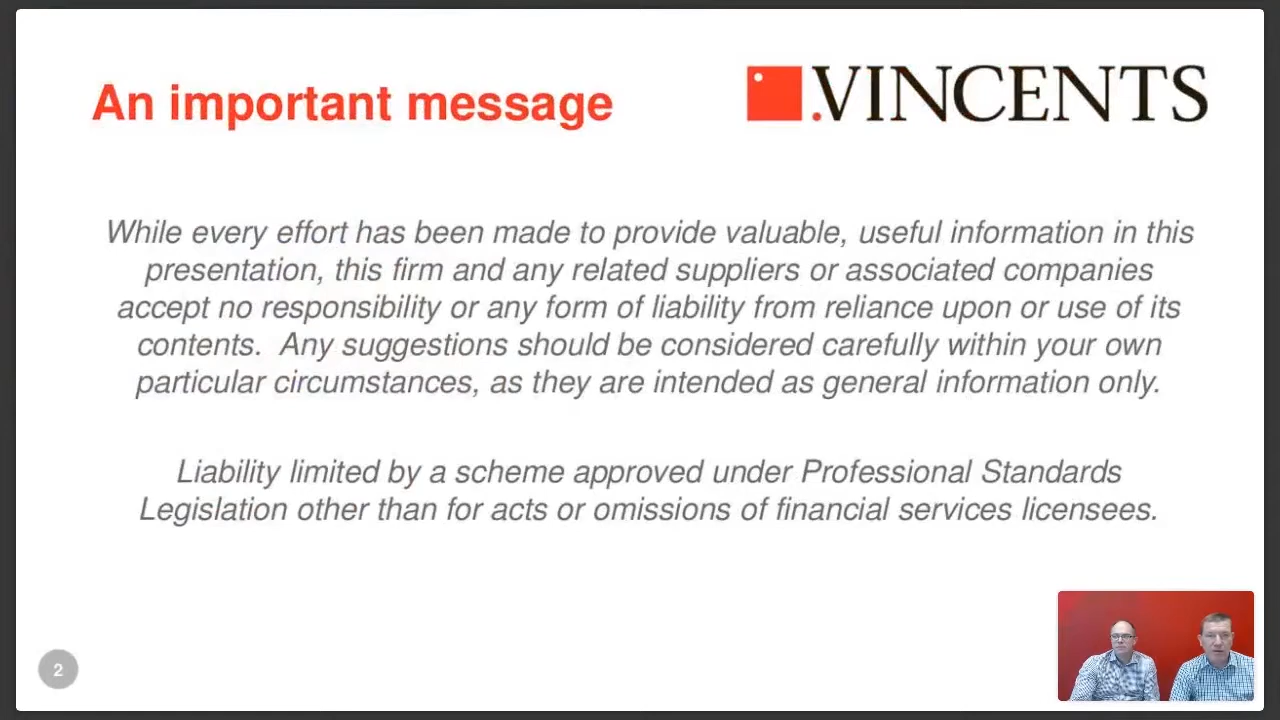 An important message
.VINCENTS
While every effort has been made to provide valuable, useful information in this
presentation, this firm and any related suppliers or associated companies
accept no responsibility or any form of liability from reliance upon or use of its
contents.  Any suggestions should be considered carefully within your own
particular circumstances, as they are intended as general information only.
Liability limited by a scheme approved under Professional Standards
Legislation other than for acts or omissions of financial services licensees.
2